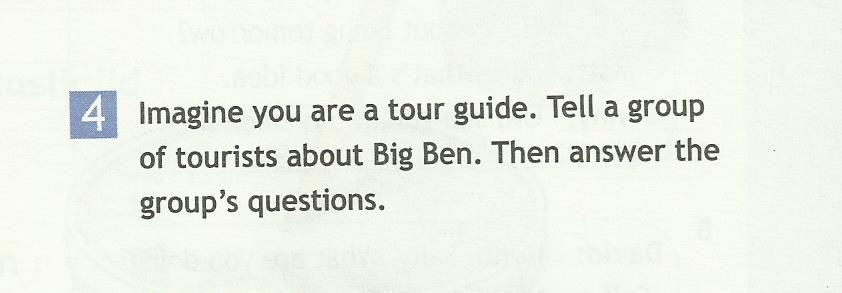 4 Imagine you are a tour guide. Tell a group
of tourists about Big Ben. Then answer the
group's questions.